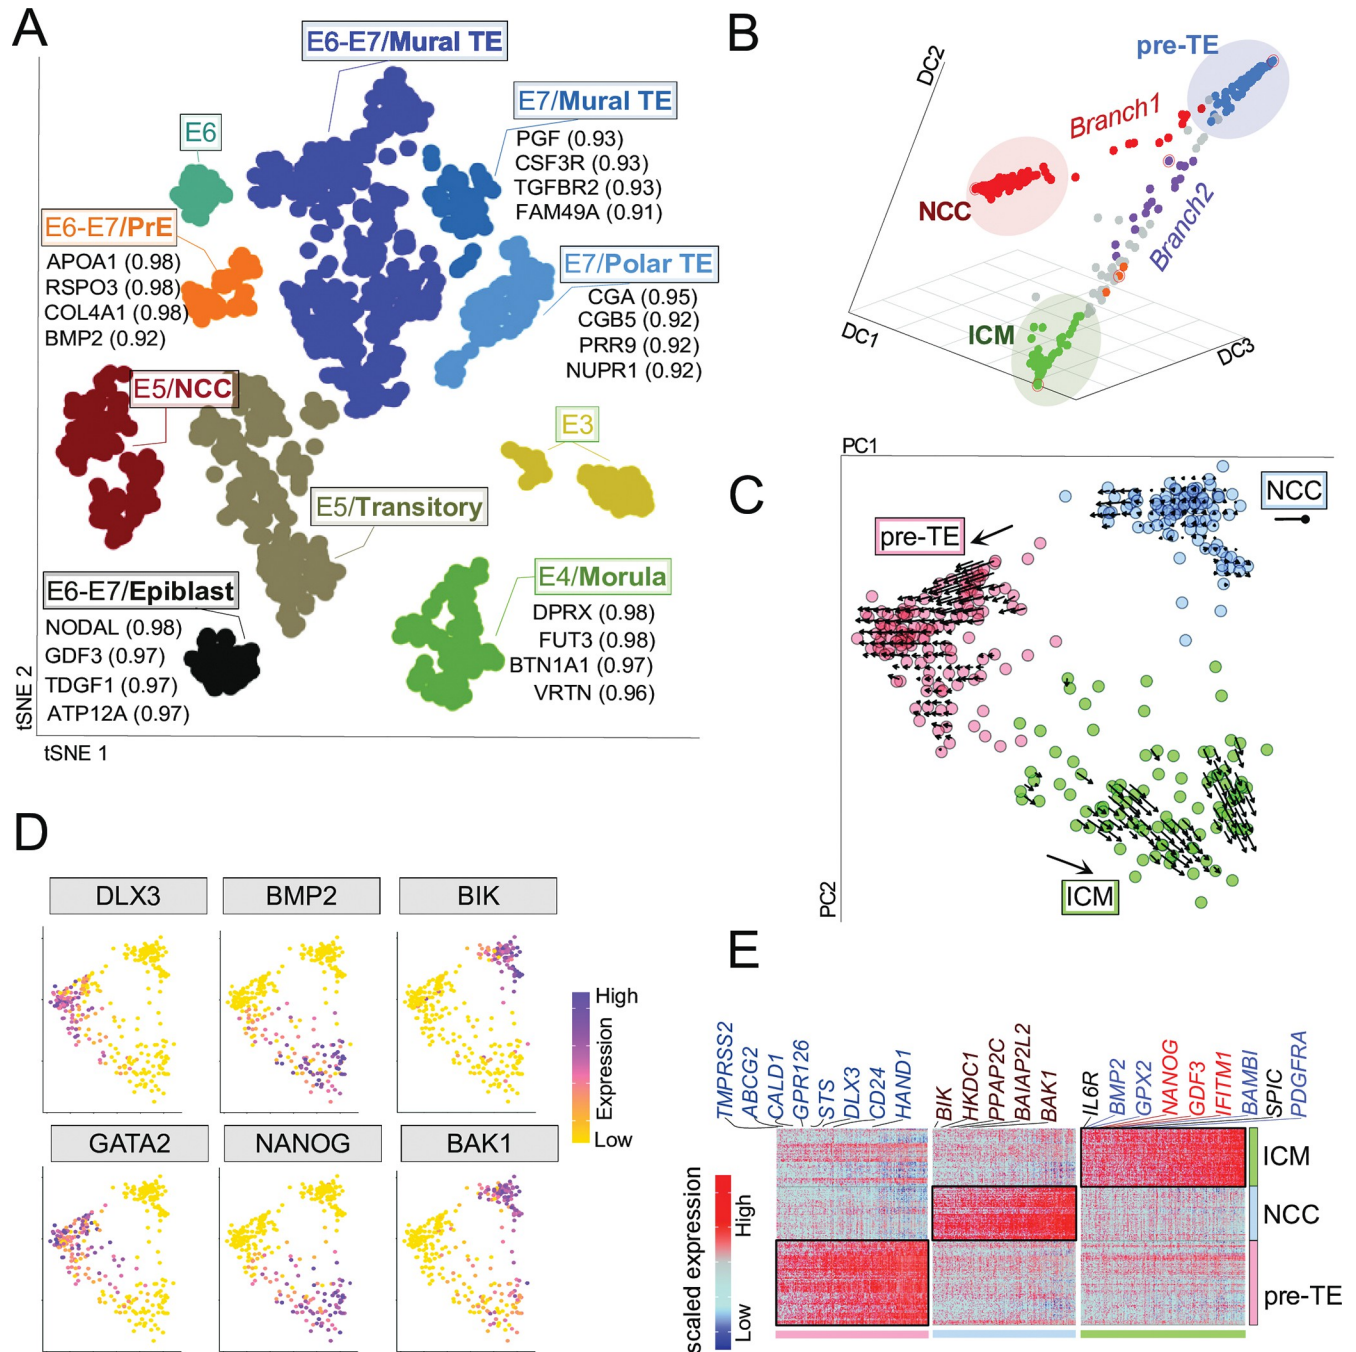 A
E6-E7/Mural TE
E7/Mural TE
PGF (0.93)
CSF3R (0.93)
TGFBR2 (0.93)
FAM49A (0.91)
E6
E6-E7/PrE
APOA1 (0.98)
RSPO3 (0.98)
COL4A1 (0.98)
BMP2 (0.92)
E7/Polar TE
CGA (0.95)
CGB5 (0.92)
PRR9 (0.92)
NUPR1 (0.92)
E5/NCC
E3
E5/Transitory
E6-E7/Epiblast
NODAL (0.98)
GDF3 (0.97)
TDGF1 (0.97)
ATP12A (0.97)
E4/Morula
DPRX (0.98)
FUT3 (0.98)
BTN1A1 (0.97)
VRTN (0.96)
tSNE 2
tSNE 1
B
DC2
pre-TE
Branch1
NCC
Branch2
ICM
DC1
DC3
C
PC1
NCC
pre-TE
ICM
PC2
D
DLX3
BMP2
BIK
High
Expression
Low
GATA2
NANOG
BAK1
E
TMPRSS2
ABCG2
CALD1
GPR126
STS
DLX3
CD24
HAND1
BIK
HKDC1
PPAP2C
BAIAP2L2
BAK1
IL6R
BMP2
GPX2
NANOG
GDF3
IFITM1
BAMBI
SPIC
PDGFRA
ICM
NCC
pre-TE
scaled expression
High
Low